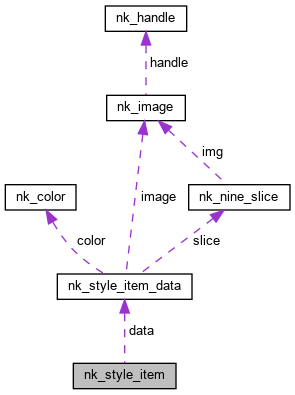 nk_handle
handle
nk_image
img
nk_color
image
nk_nine_slice
color
slice
nk_style_item_data
data
nk_style_item